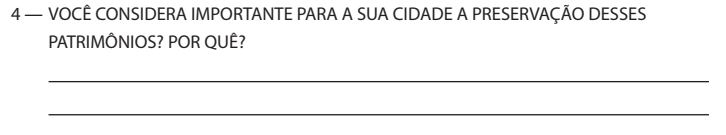 4 — VOCÊ CONSIDERA IMPORTANTE PARA A SUA CIDADE A PRESERVAÇÃO DESSES
PATRIMÔNIOS? POR QUÊ?